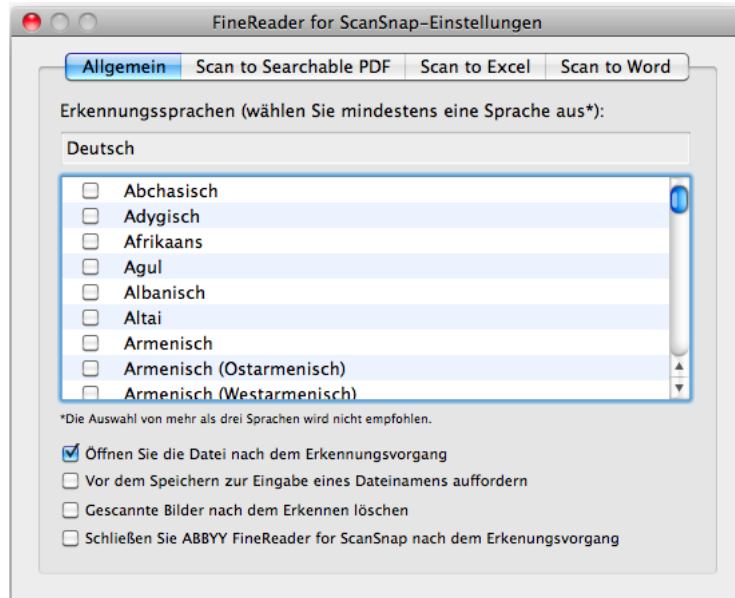 FineReader for ScanSnap-Einstellungen
Allgemein Scan to Searchable PDF Scan to Excel Scan to Word
Erkennungssprachen (wählen Sie mindestens eine Sprache aus*):
Deutsch
Abchasisch
Adygisch
Afrikaans
Agul
Albanisch
Altai
Armenisch
Armenisch (Ostarmenisch)
Armenisch (Westarmenisch)
*Die Auswahl von mehr als drei Sprachen wird nicht empfohlen.
Öffnen Sie die Datei nach dem Erkennungsvorgang
Vor dem Speichern zur Eingabe eines Dateinamens auffordern
Gescannte Bilder nach dem Erkennen löschen
Schließen Sie ABBYY FineReader for ScanSnap nach dem Erkenungsvorgang